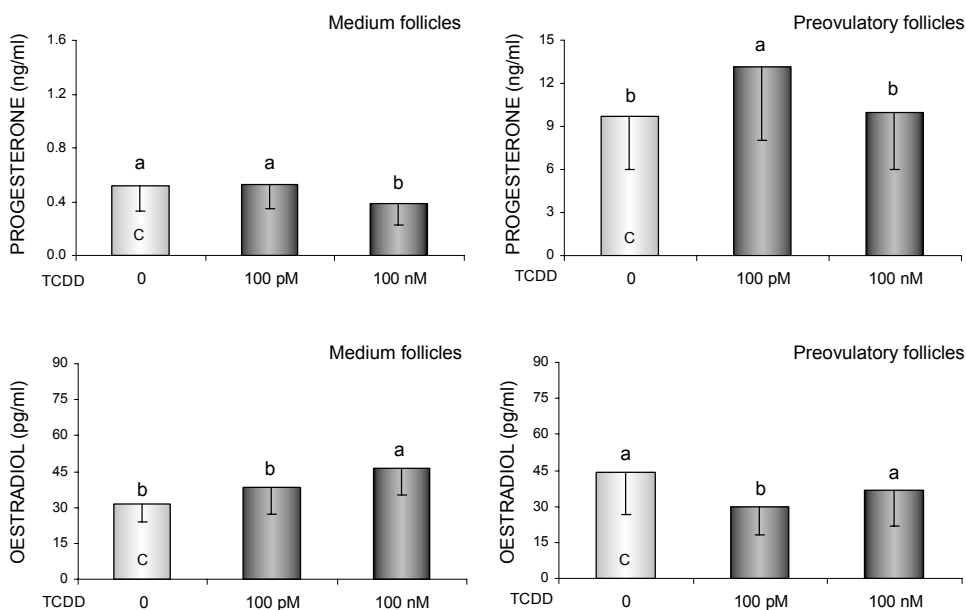 Medium follicles
PROGESTERONE (ng/ml)
1.6
1.2
0.8
0.4
0.0
a
a
b
C
TCDD 0 100 pM 100 nM
Preovulatory follicles
PROGESTERONE (ng/ml)
15
12
9
6
3
0
b
a
b
C
TCDD 0 100 pM 100 nM
Medium follicles
OESTRADIOL (pg/ml)
90
75
60
45
30
15
0
b
b
a
C
TCDD 0 100 pM 100 nM
Preovulatory follicles
OESTRADIOL (pg/ml)
90
75
60
45
30
15
0
a
b
a
C
TCDD 0 100 pM 100 nM